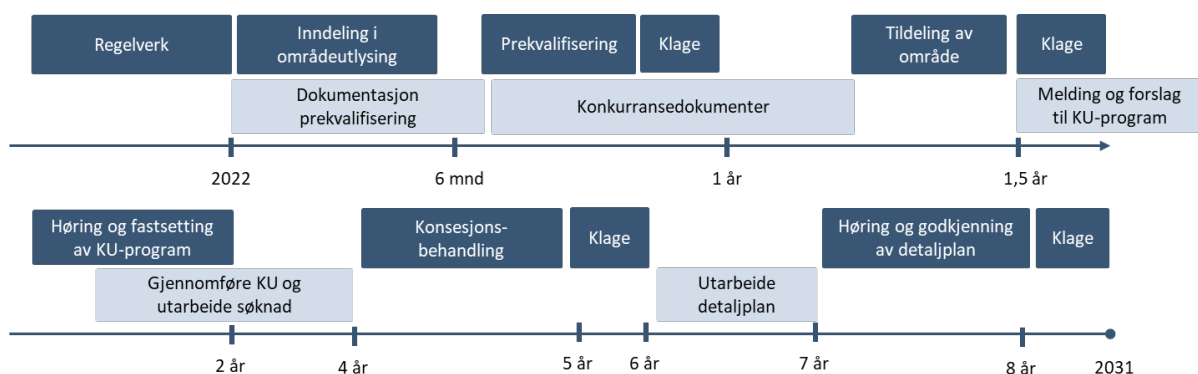 Regelverk
Inndeling i
områdeutlysing
Prekvalifisering
Klage
Tildeling av
område
Klage
Dokumentasjon
prekvalifisering
Konkurransedokumenter
Melding og forslag
til KU-program
2022
6 mnd
1 år
1,5 år
Høring og fastsetting
av KU-program
Konsesjons-
behandling
Klage
Høring og godkjenning
av detaljplan
Klage
Gjennomføre KU og
utarbeide søknad
Utarbeide
detaljplan
2 år
4 år
5 år
6 år
7 år
8 år
2031